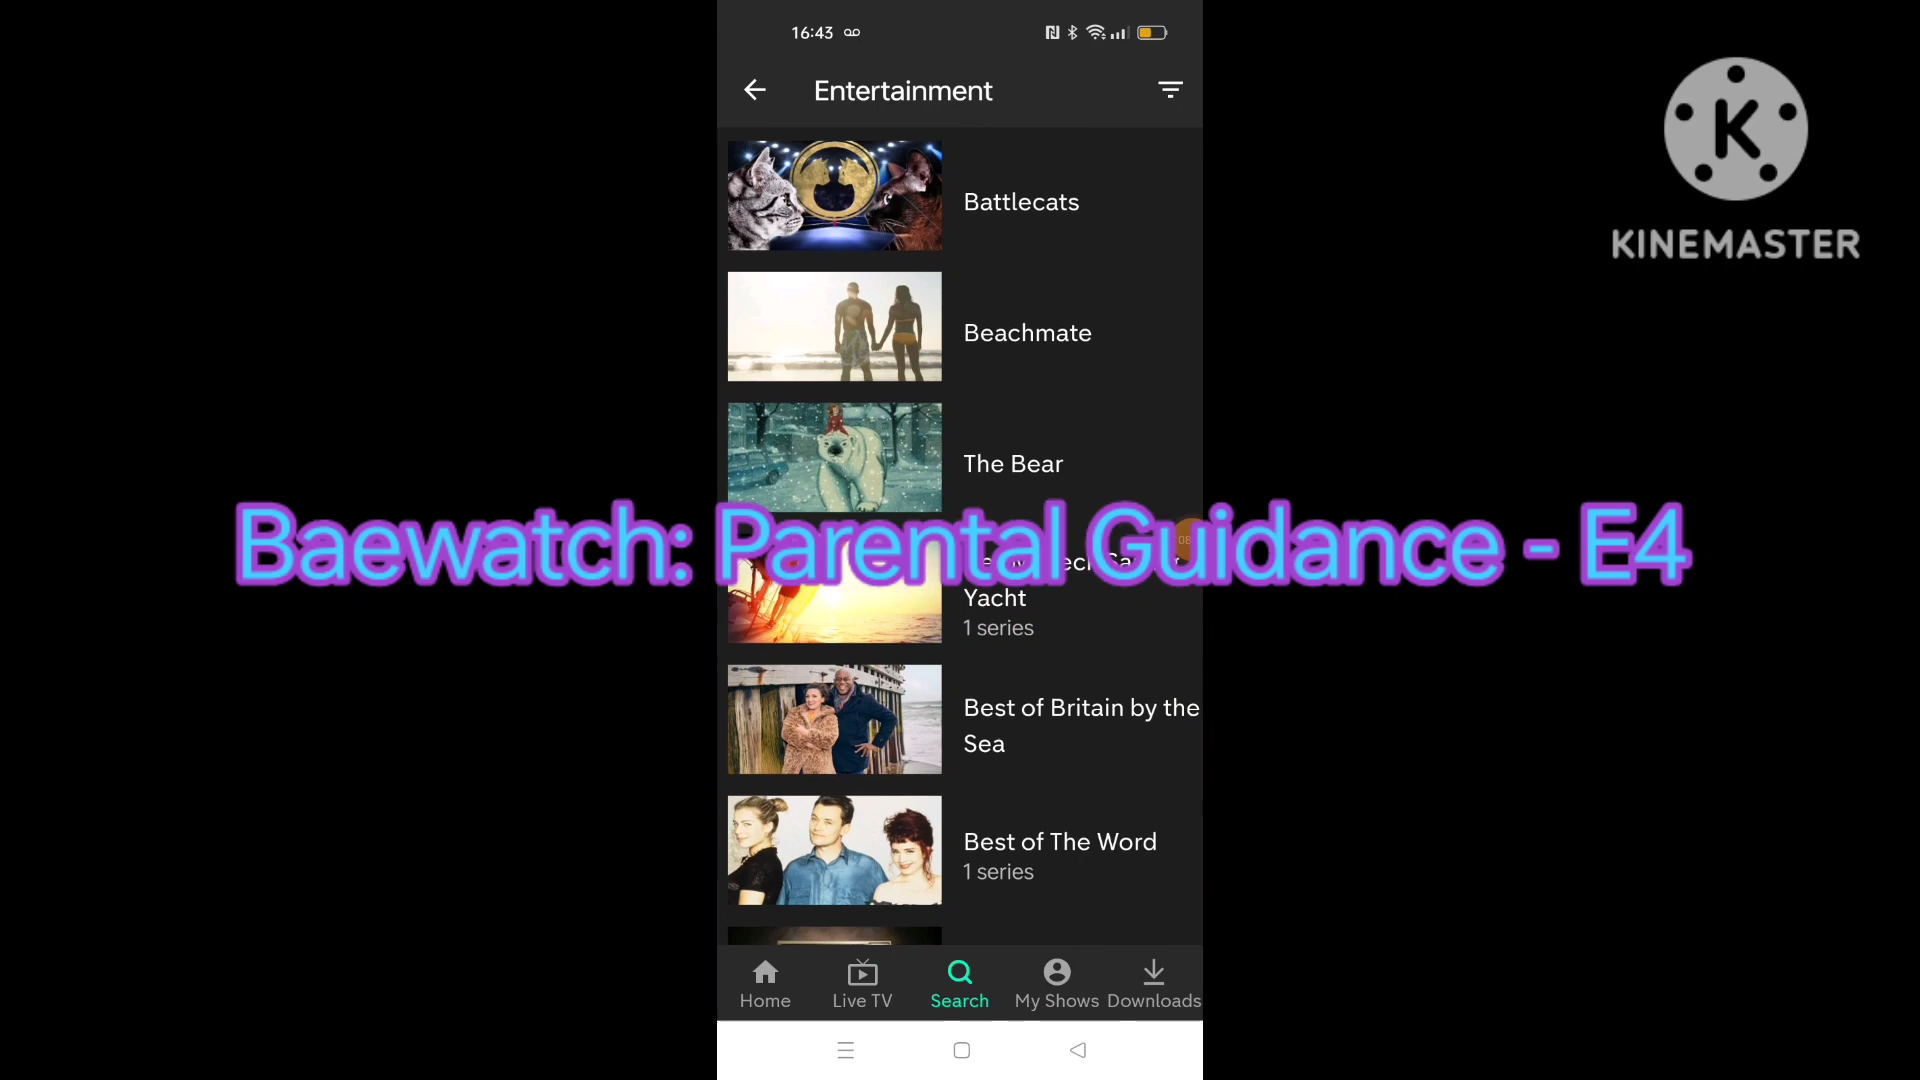 16:43
Entertainment
Battlecats
Beachmate
The Bear
Baewatch: Parental Guidance - E4
Yacht
1 series
Best of Britain by the
Sea
Best of The Word
1 series
Home
Live TV
Search
My Shows
Downloads
K
KINEMASTER